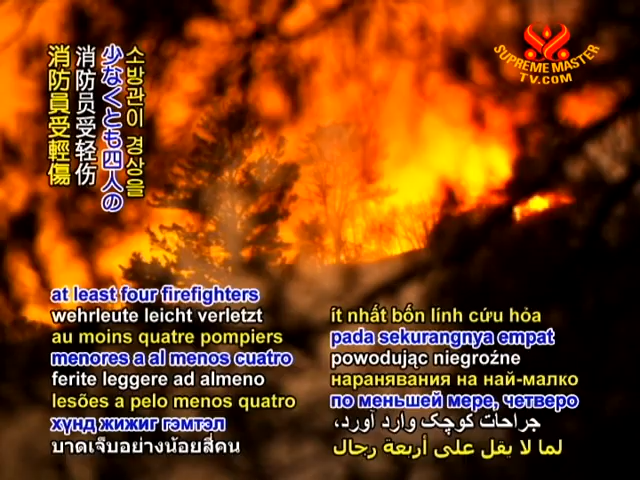 SUPREME MASTER
TV.COM
소방관이 경상을
少なくとも四人の
消防员受轻伤
消防員受輕傷
at least four firefighters
wehrleute leicht verletzt
au moins quatre pompiers
menores a al menos cuatro
ferite leggere ad almeno
lesões a pelo menos quatro
хүнд жижиг гэмтэл
บาดเจ็บอย่างน้อยสี่คน
ít nhất bốn lính cứu hỏa
pada sekurangnya empat
powodując niegroźne
наранявания на най-малко
по меньшей мере, четверо
جراحات کوچک وارد آورد،
لما لا يقل على أربعة رجال